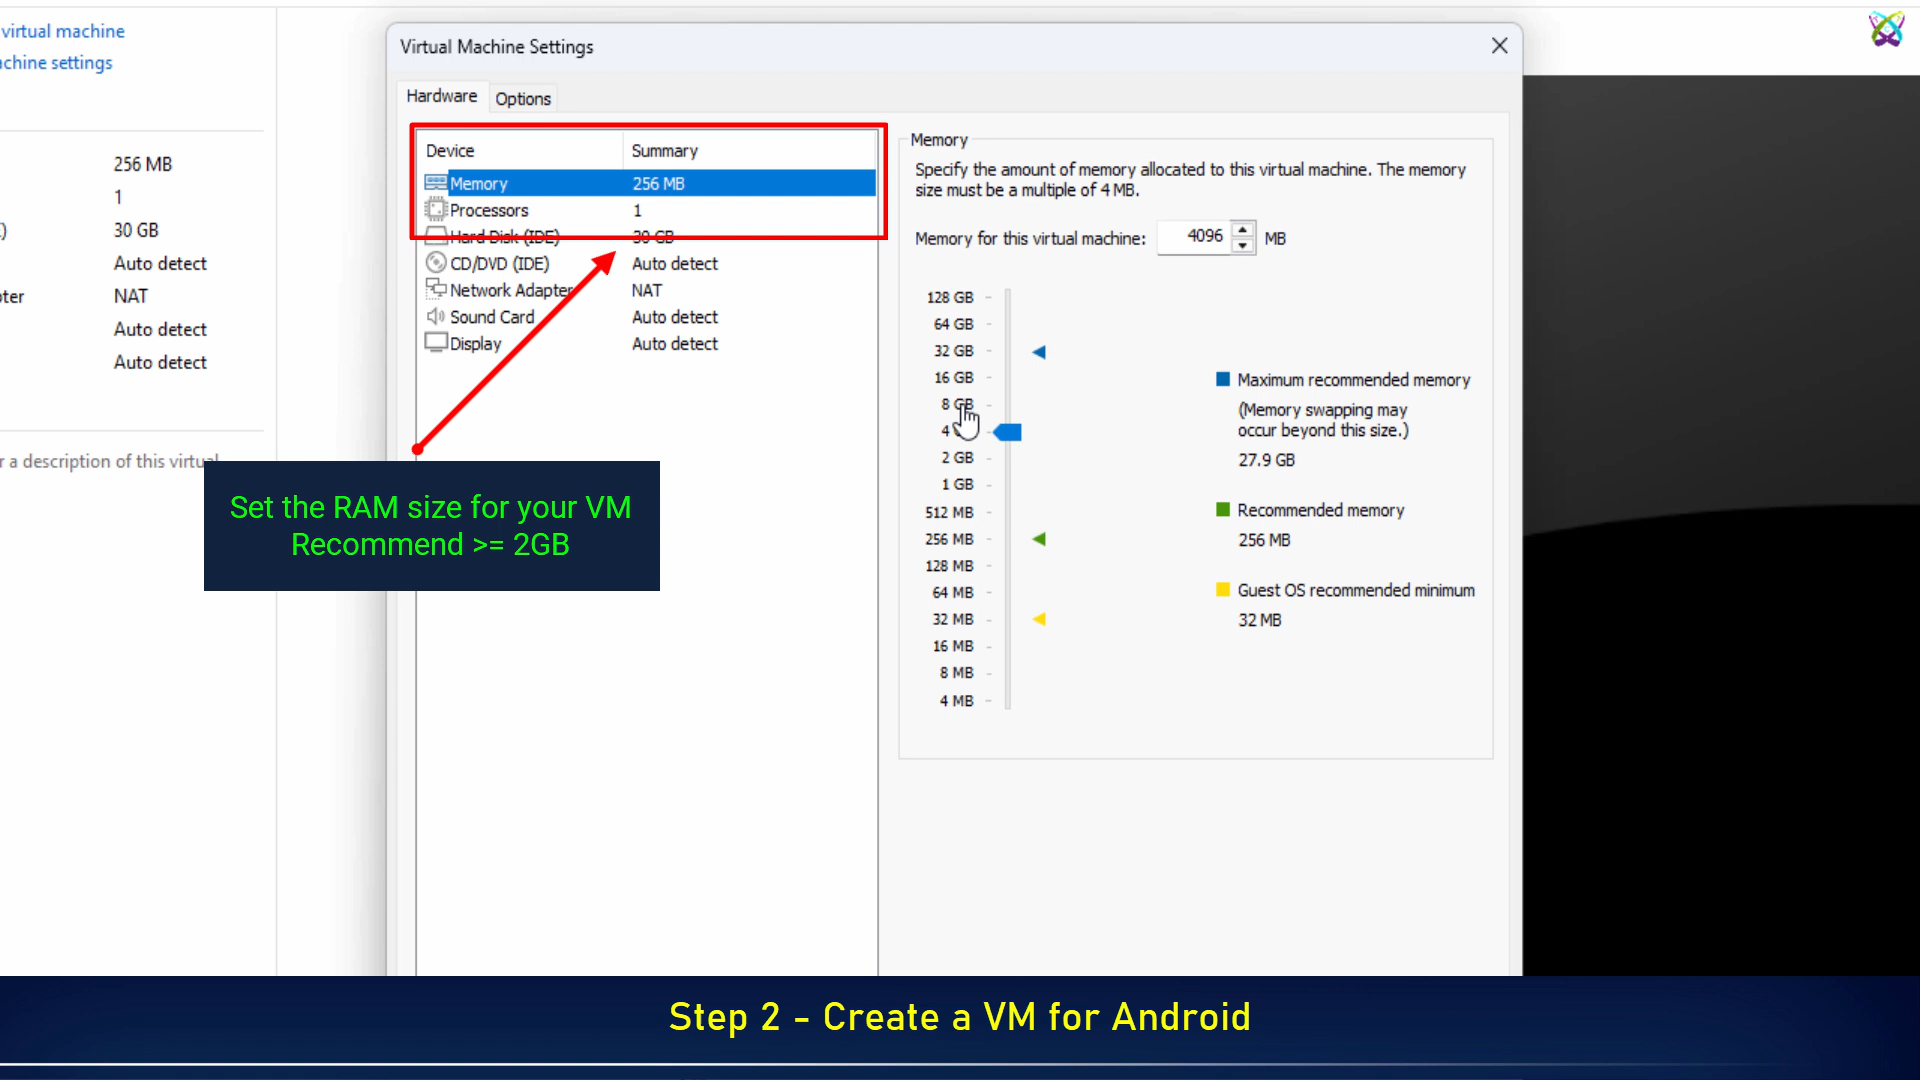 virtual machine
achine settings
256 MB
1
30 GB
Auto detect
pter
NAT
Auto detect
Auto detect
r a description of this virtual
Virtual Machine Settings
Hardware
Options
Device
Summary
Memory
256 MB
Processors
1
Hard Disk (IDE)
30 GB
CD/DVD (IDE)
Auto detect
Network Adapter
NAT
Sound Card
Auto detect
Display
Auto detect
Set the RAM size for your VM
Recommend >= 2GB
Memory
Specify the amount of memory allocated to this virtual machine. The memory
size must be a multiple of 4 MB.
Memory for this virtual machine:
4096
MB
128 GB
64 GB
32 GB
16 GB
8 GB
4
2 GB
1 GB
512 MB
256 MB
128 MB
64 MB
32 MB
16 MB
8 MB
4 MB
Maximum recommended memory
(Memory swapping may
occur beyond this size.)
27.9 GB
Recommended memory
256 MB
Guest OS recommended minimum
32 MB
Step 2 - Create a VM for Android